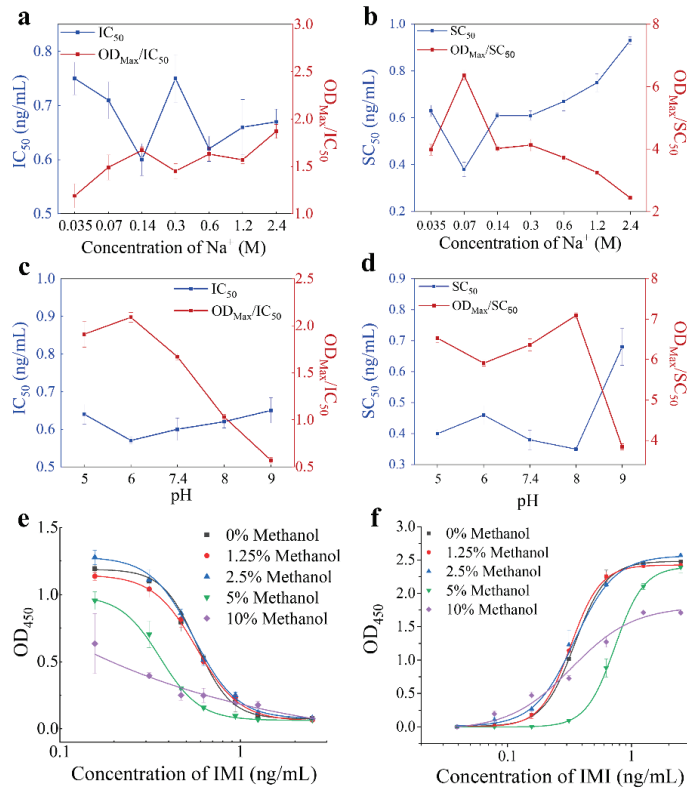 a
IC50
ODMax/IC50
IC50 (ng/mL)
0.8
0.7
0.6
0.5
ODMax/IC50
3.0
2.5
2.0
1.5
1.0
0.035 0.07 0.14 0.3 0.6 1.2 2.4
Concentration of Na+ (M)
b
SC50
ODMax/SC50
SC50 (ng/mL)
1.0
0.8
0.6
0.4
0.2
ODMax/SC50
8
6
4
2
0.035 0.07 0.14 0.3 0.6 1.2 2.4
Concentration of Na+ (M)
c
IC50
ODMax/IC50
IC50 (ng/mL)
1.0
0.9
0.8
0.7
0.6
0.5
ODMax/IC50
2.5
2.0
1.5
1.0
0.5
5 6 7.4 8 9
pH
d
SC50
ODMax/SC50
SC50 (ng/mL)
0.9
0.8
0.7
0.6
0.5
0.4
0.3
ODMax/SC50
8
7
6
5
4
5 6 7.4 8 9
pH
e
0% Methanol
1.25% Methanol
2.5% Methanol
5% Methanol
10% Methanol
OD450
1.5
1.0
0.5
0.0
0.1 1
Concentration of IMI (ng/mL)
f
0% Methanol
1.25% Methanol
2.5% Methanol
5% Methanol
10% Methanol
OD450
3.0
2.5
2.0
1.5
1.0
0.5
0.0
0.1 1
Concentration of IMI (ng/mL)